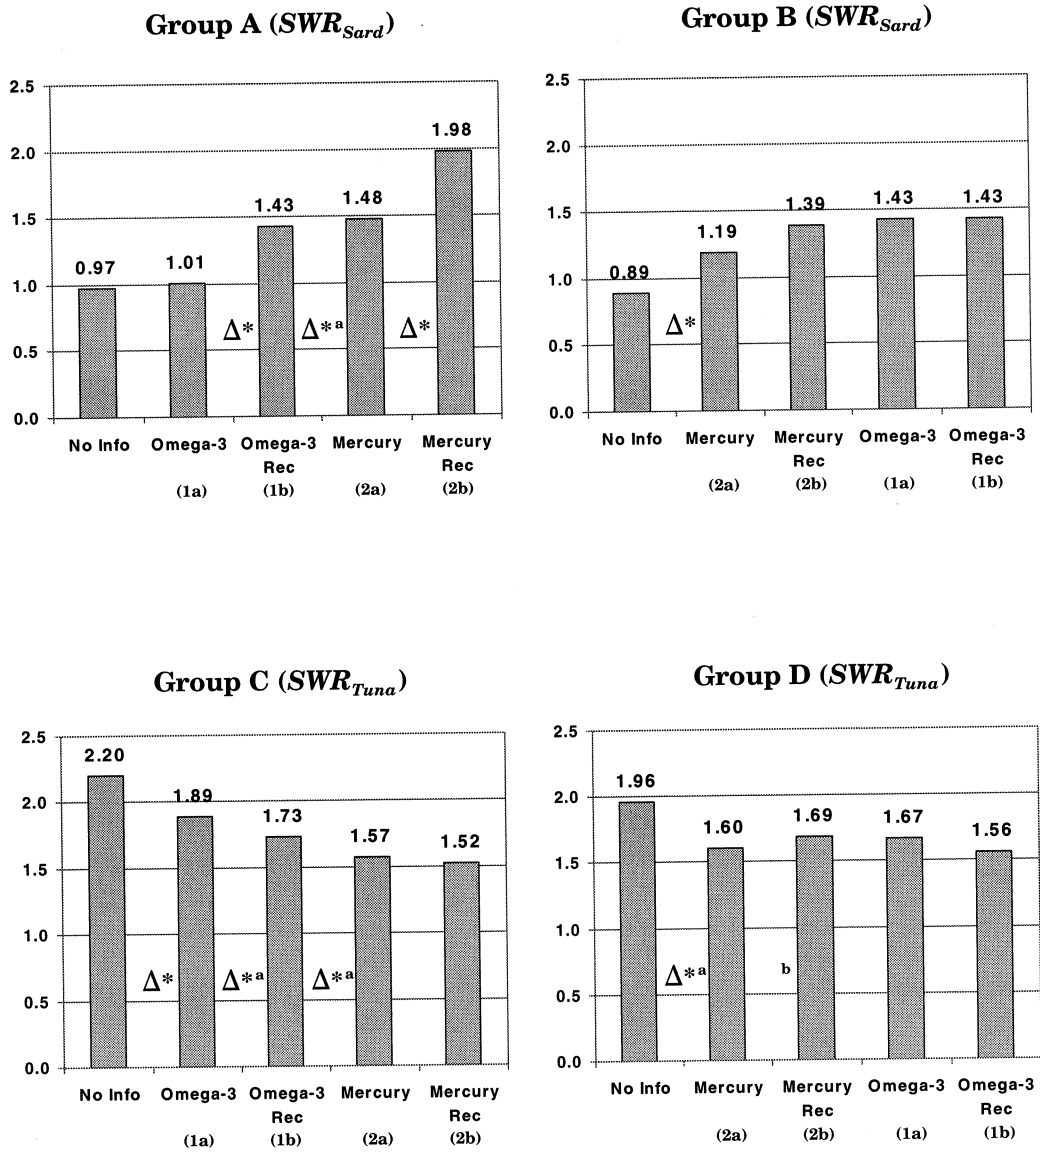 Group A (SWR_Sard)
2.5
2.0
1.5
1.0
0.5
0.0
0.97
1.01
1.43
1.48
1.98
Δ*
Δ*a
Δ*
No Info Omega-3 Omega-3 Mercury Mercury
Rec Rec
(1a) (1b) (2a) (2b)
Group B (SWR_Sard)
2.5
2.0
1.5
1.0
0.5
0.0
0.89
1.19
1.39
1.43
1.43
Δ*
No Info Mercury Mercury Omega-3 Omega-3
Rec Rec
(2a) (2b) (1a) (1b)
Group C (SWR_Tuna)
2.5
2.0
1.5
1.0
0.5
0.0
2.20
1.89
1.73
1.57
1.52
Δ*
Δ*a
Δ*a
No Info Omega-3 Omega-3 Mercury Mercury
Rec Rec
(1a) (1b) (2a) (2b)
Group D (SWR_Tuna)
2.5
2.0
1.5
1.0
0.5
0.0
1.96
1.60
1.69
1.67
1.56
Δ*a
b
No Info Mercury Mercury Omega-3 Omega-3
Rec Rec
(2a) (2b) (1a) (1b)